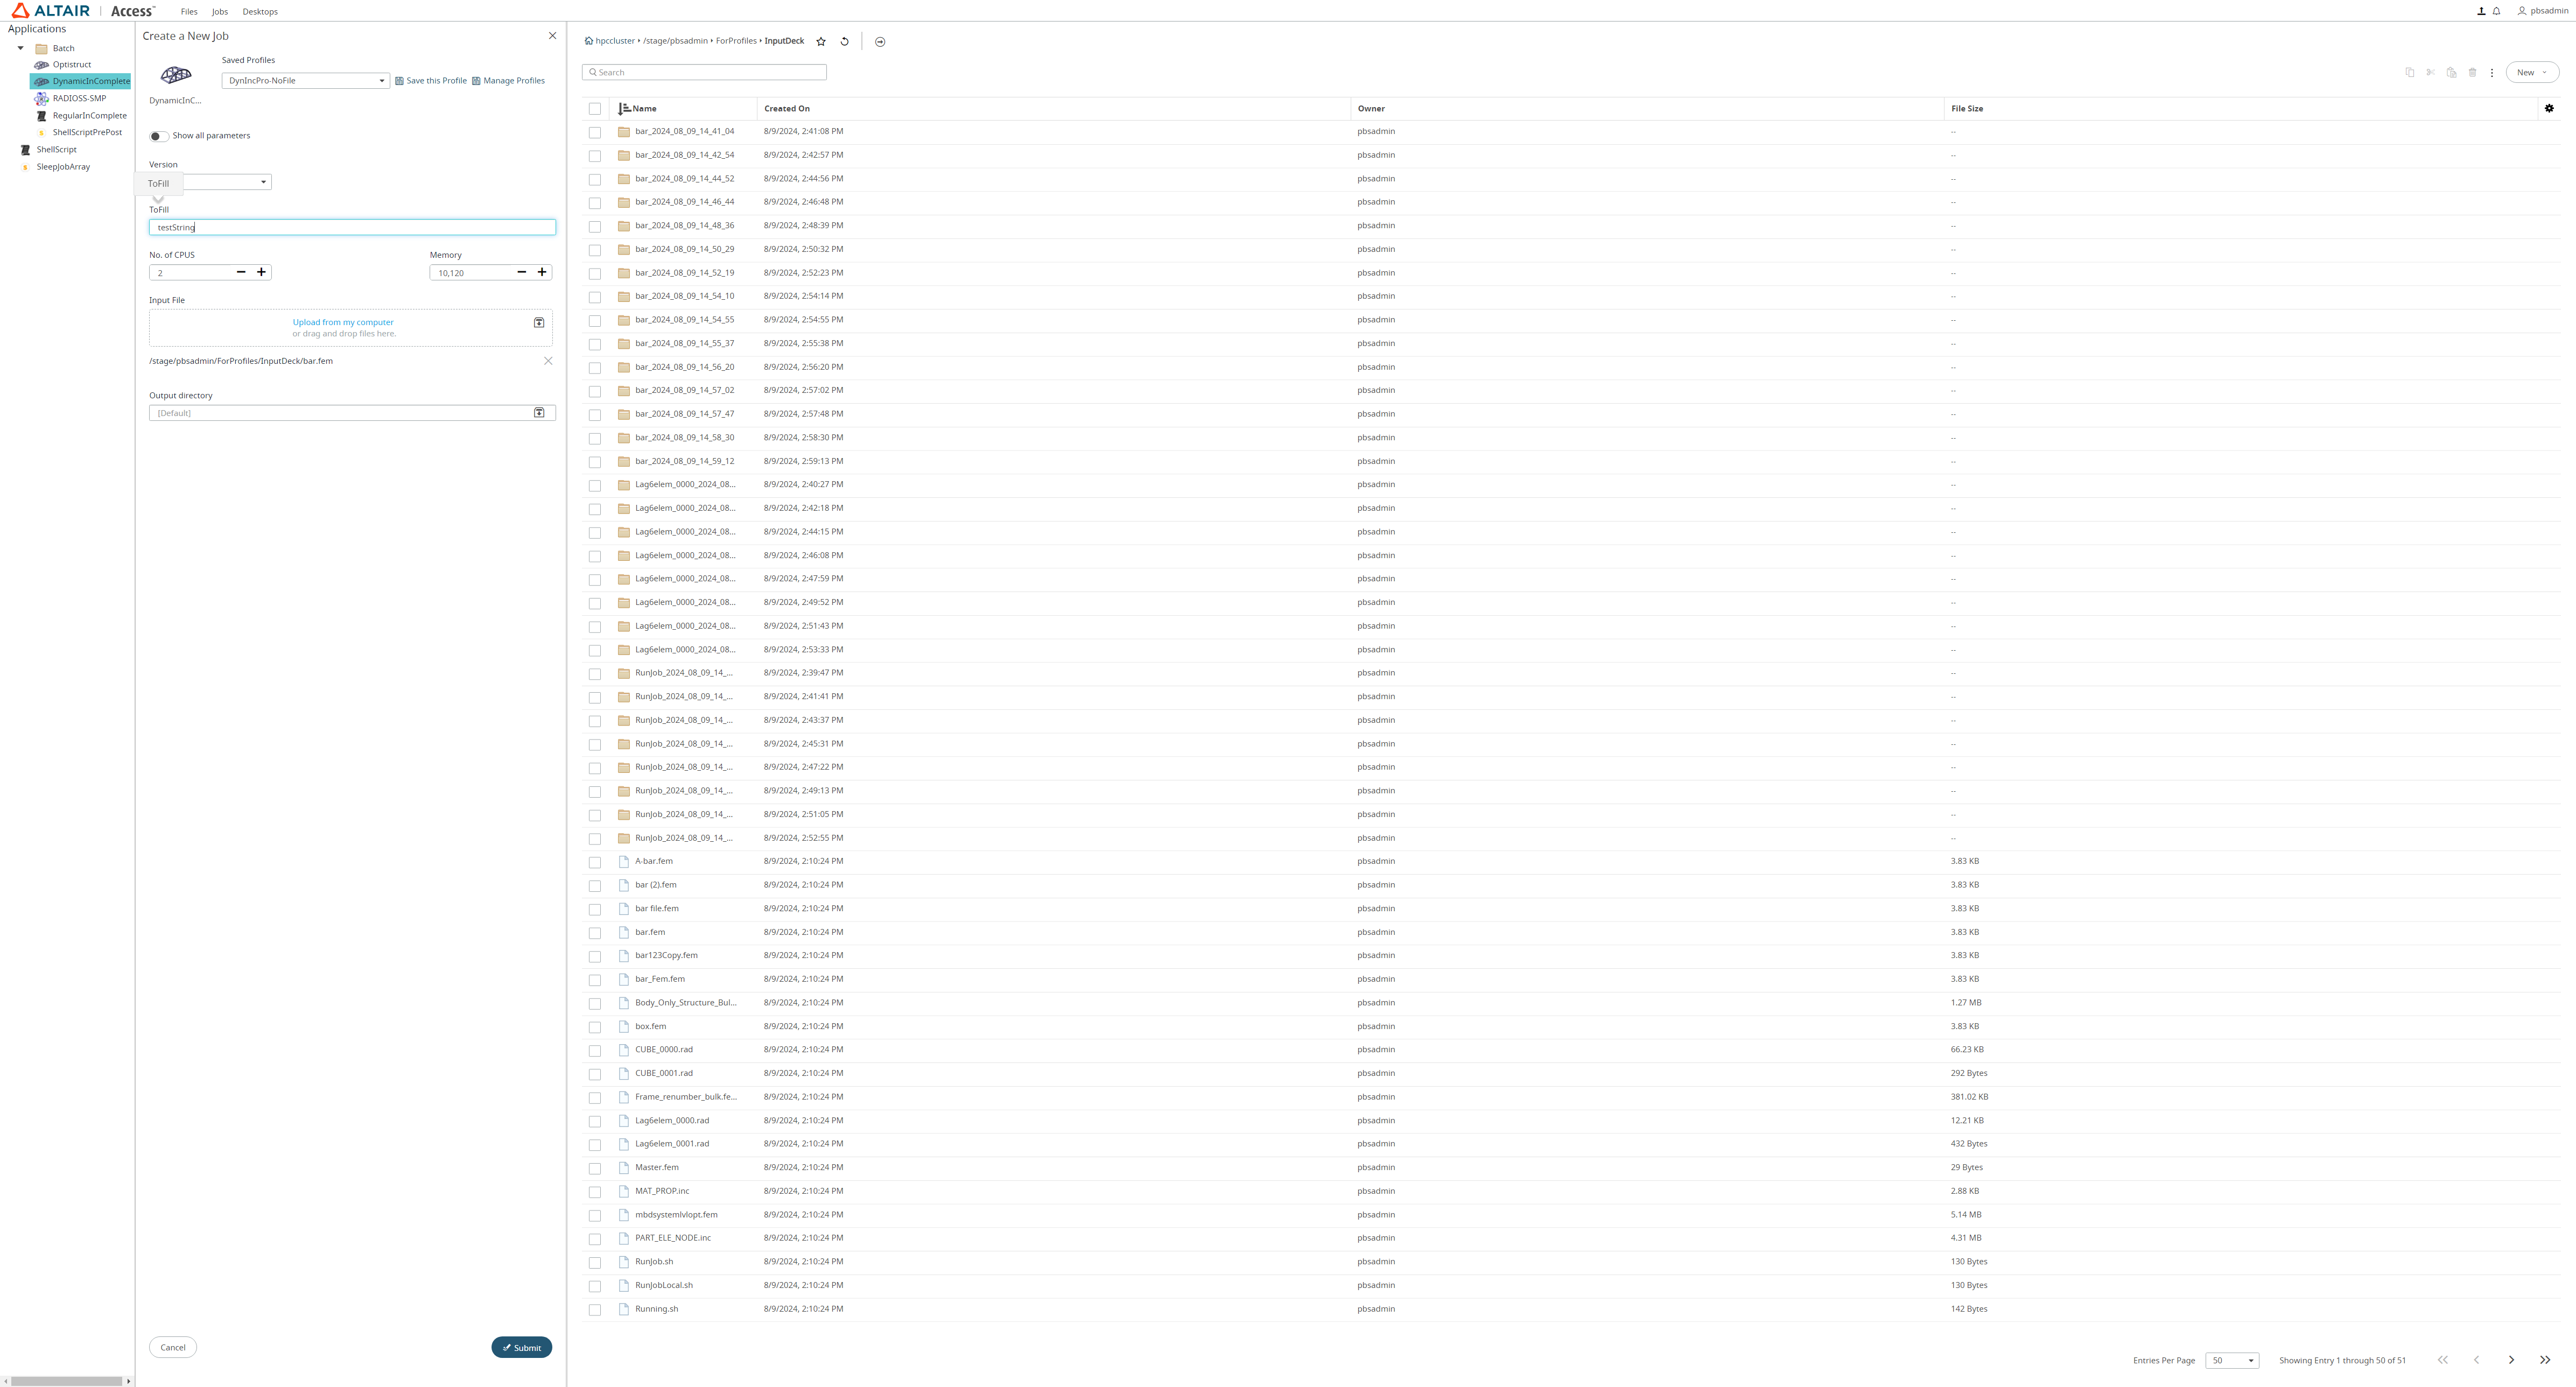 ALTAIR | Access™ Files Jobs Desktops pbsadmin
Applications
Batch
Optistruct
DynamicInComplete
RADIOSS-SMP
RegularInComplete
ShellScriptPrePost
ShellScript
SleepJobArray
Create a New Job
Saved Profiles
DynIncPro-NoFile Save this Profile Manage Profiles
DynamicInC...
Show all parameters
Version
ToFill
ToFill
testString
No. of CPUS Memory
2 10,120
Input File
Upload from my computer
or drag and drop files here.
/stage/pbsadmin/ForProfiles/InputDeck/bar.fem
Output directory
[Default]
Cancel Submit
hpccluster /stage/pbsadmin ForProfiles InputDeck
Search
New
Name Created On Owner File Size
bar_2024_08_09_14_41_04 8/9/2024, 2:41:08 PM pbsadmin --
bar_2024_08_09_14_42_54 8/9/2024, 2:42:57 PM pbsadmin --
bar_2024_08_09_14_44_52 8/9/2024, 2:44:56 PM pbsadmin --
bar_2024_08_09_14_46_44 8/9/2024, 2:46:48 PM pbsadmin --
bar_2024_08_09_14_48_36 8/9/2024, 2:48:39 PM pbsadmin --
bar_2024_08_09_14_50_29 8/9/2024, 2:50:32 PM pbsadmin --
bar_2024_08_09_14_52_19 8/9/2024, 2:52:23 PM pbsadmin --
bar_2024_08_09_14_54_10 8/9/2024, 2:54:14 PM pbsadmin --
bar_2024_08_09_14_54_55 8/9/2024, 2:54:55 PM pbsadmin --
bar_2024_08_09_14_55_37 8/9/2024, 2:55:38 PM pbsadmin --
bar_2024_08_09_14_56_20 8/9/2024, 2:56:20 PM pbsadmin --
bar_2024_08_09_14_57_02 8/9/2024, 2:57:02 PM pbsadmin --
bar_2024_08_09_14_57_47 8/9/2024, 2:57:48 PM pbsadmin --
bar_2024_08_09_14_58_30 8/9/2024, 2:58:30 PM pbsadmin --
bar_2024_08_09_14_59_12 8/9/2024, 2:59:13 PM pbsadmin --
Lag6elem_0000_2024_08... 8/9/2024, 2:40:27 PM pbsadmin --
Lag6elem_0000_2024_08... 8/9/2024, 2:42:18 PM pbsadmin --
Lag6elem_0000_2024_08... 8/9/2024, 2:44:15 PM pbsadmin --
Lag6elem_0000_2024_08... 8/9/2024, 2:46:08 PM pbsadmin --
Lag6elem_0000_2024_08... 8/9/2024, 2:47:59 PM pbsadmin --
Lag6elem_0000_2024_08... 8/9/2024, 2:49:52 PM pbsadmin --
Lag6elem_0000_2024_08... 8/9/2024, 2:51:43 PM pbsadmin --
Lag6elem_0000_2024_08... 8/9/2024, 2:53:33 PM pbsadmin --
RunJob_2024_08_09_14_... 8/9/2024, 2:39:47 PM pbsadmin --
RunJob_2024_08_09_14_... 8/9/2024, 2:41:41 PM pbsadmin --
RunJob_2024_08_09_14_... 8/9/2024, 2:43:37 PM pbsadmin --
RunJob_2024_08_09_14_... 8/9/2024, 2:45:31 PM pbsadmin --
RunJob_2024_08_09_14_... 8/9/2024, 2:47:22 PM pbsadmin --
RunJob_2024_08_09_14_... 8/9/2024, 2:49:13 PM pbsadmin --
RunJob_2024_08_09_14_... 8/9/2024, 2:51:05 PM pbsadmin --
RunJob_2024_08_09_14_... 8/9/2024, 2:52:55 PM pbsadmin --
A-bar.fem 8/9/2024, 2:10:24 PM pbsadmin 3.83 KB
bar (2).fem 8/9/2024, 2:10:24 PM pbsadmin 3.83 KB
bar file.fem 8/9/2024, 2:10:24 PM pbsadmin 3.83 KB
bar.fem 8/9/2024, 2:10:24 PM pbsadmin 3.83 KB
bar123Copy.fem 8/9/2024, 2:10:24 PM pbsadmin 3.83 KB
bar_Fem.fem 8/9/2024, 2:10:24 PM pbsadmin 3.83 KB
Body_Only_Structure_Bul... 8/9/2024, 2:10:24 PM pbsadmin 1.27 MB
box.fem 8/9/2024, 2:10:24 PM pbsadmin 3.83 KB
CUBE_0000.rad 8/9/2024, 2:10:24 PM pbsadmin 66.23 KB
CUBE_0001.rad 8/9/2024, 2:10:24 PM pbsadmin 292 Bytes
Frame_renumber_bulk.fe... 8/9/2024, 2:10:24 PM pbsadmin 381.02 KB
Lag6elem_0000.rad 8/9/2024, 2:10:24 PM pbsadmin 12.21 KB
Lag6elem_0001.rad 8/9/2024, 2:10:24 PM pbsadmin 432 Bytes
Master.fem 8/9/2024, 2:10:24 PM pbsadmin 29 Bytes
MAT_PROP.inc 8/9/2024, 2:10:24 PM pbsadmin 2.88 KB
mbdsystemlvlopt.fem 8/9/2024, 2:10:24 PM pbsadmin 5.14 MB
PART_ELE_NODE.inc 8/9/2024, 2:10:24 PM pbsadmin 4.31 MB
RunJob.sh 8/9/2024, 2:10:24 PM pbsadmin 130 Bytes
RunJobLocal.sh 8/9/2024, 2:10:24 PM pbsadmin 130 Bytes
Running.sh 8/9/2024, 2:10:24 PM pbsadmin 142 Bytes
Entries Per Page 50 Showing Entry 1 through 50 of 51